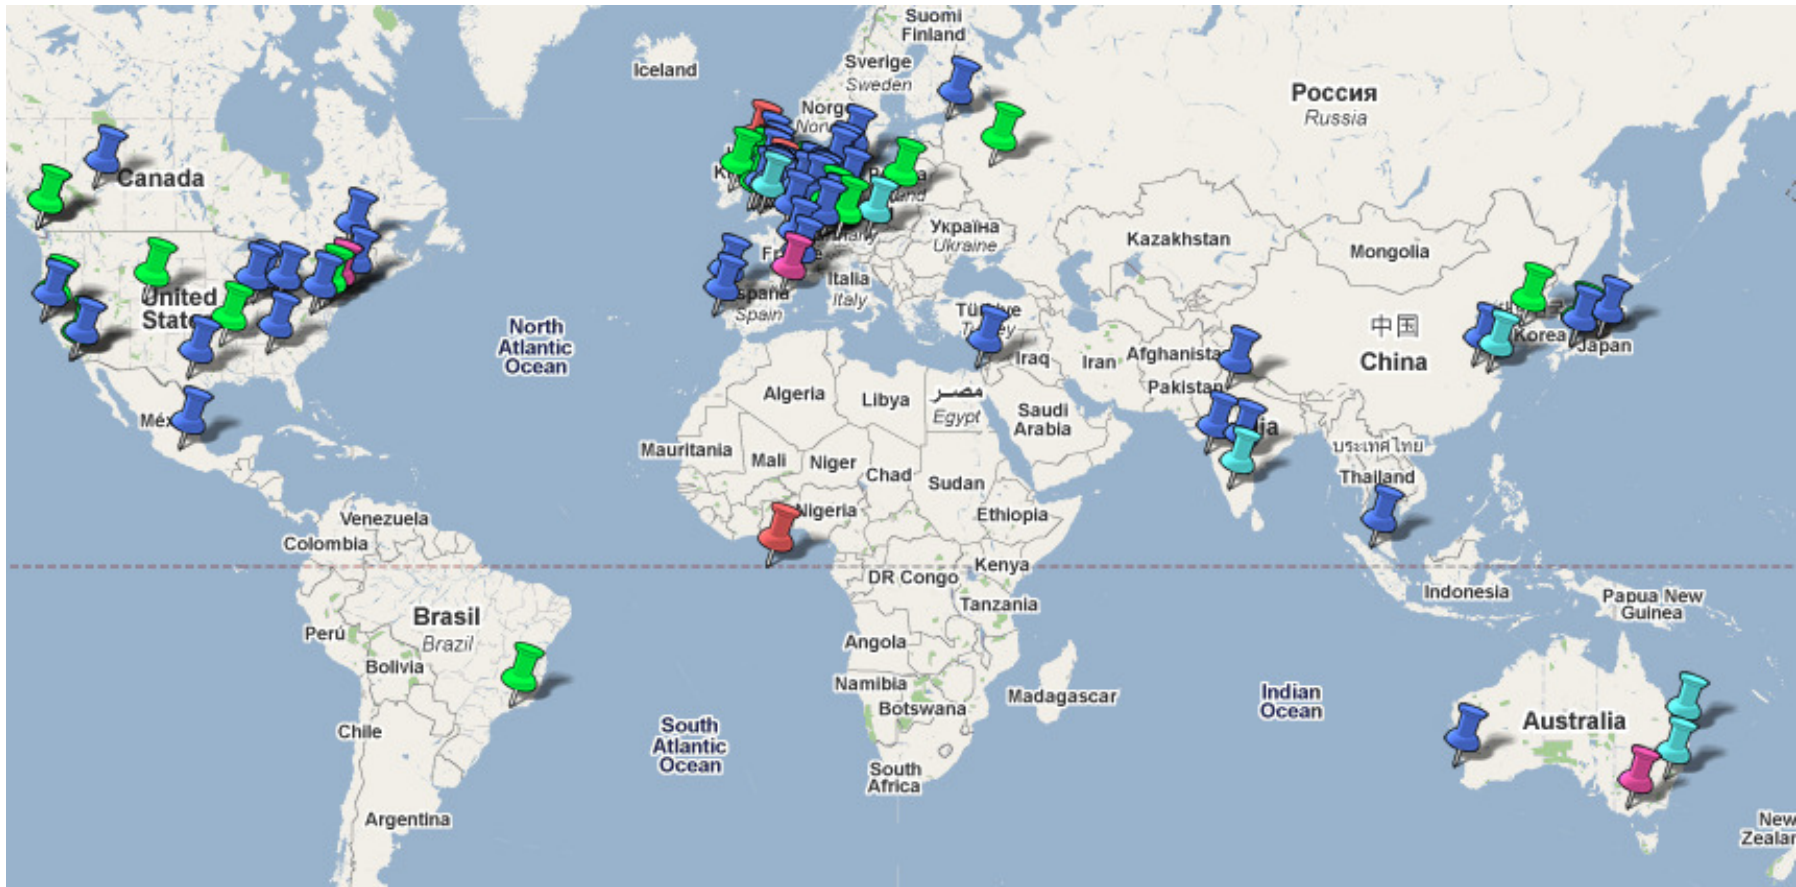 Suomi
Finland
Iceland
Sverige
Sweden
Norge
Россия
Russia
Canada
Україна
Ukraine
Kazakhstan
Mongolia
United
States
Italia
Italy
Spain
North
Atlantic
Ocean
Iraq
Iran
Afghanistan
Pakistan
中国
China
Korea
Japan
Algeria
Libya
مصر
Egypt
Saudi
Arabia
Mauritania
Mali
Niger
Chad
Sudan
ประเทศไทย
Thailand
Nigeria
Ethiopia
Venezuela
Colombia
DR Congo
Kenya
Tanzania
Indonesia
Papua New
Guinea
Brasil
Brazil
Perú
Bolivia
Angola
Namibia
Botswana
Madagascar
Indian
Ocean
Australia
Chile
South
Atlantic
Ocean
South
Africa
Argentina
New